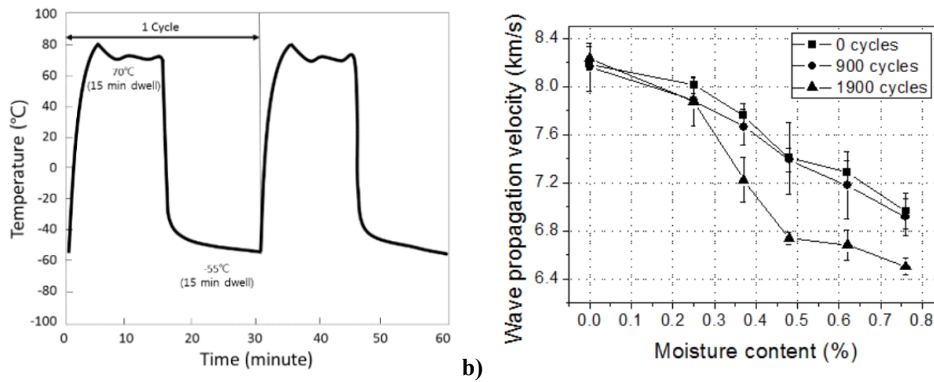 1 Cycle
70℃
(15 min dwell)
-55℃
(15 min dwell)
Temperature (℃)
100
80
60
40
20
0
-20
-40
-60
-80
-100
0 10 20 30 40 50 60
Time (minute)
b)
Wave propagation velocity (km/s)
8.4
8.0
7.6
7.2
6.8
6.4
0 cycles
900 cycles
1900 cycles
0.0 0.1 0.2 0.3 0.4 0.5 0.6 0.7 0.8
Moisture content (%)